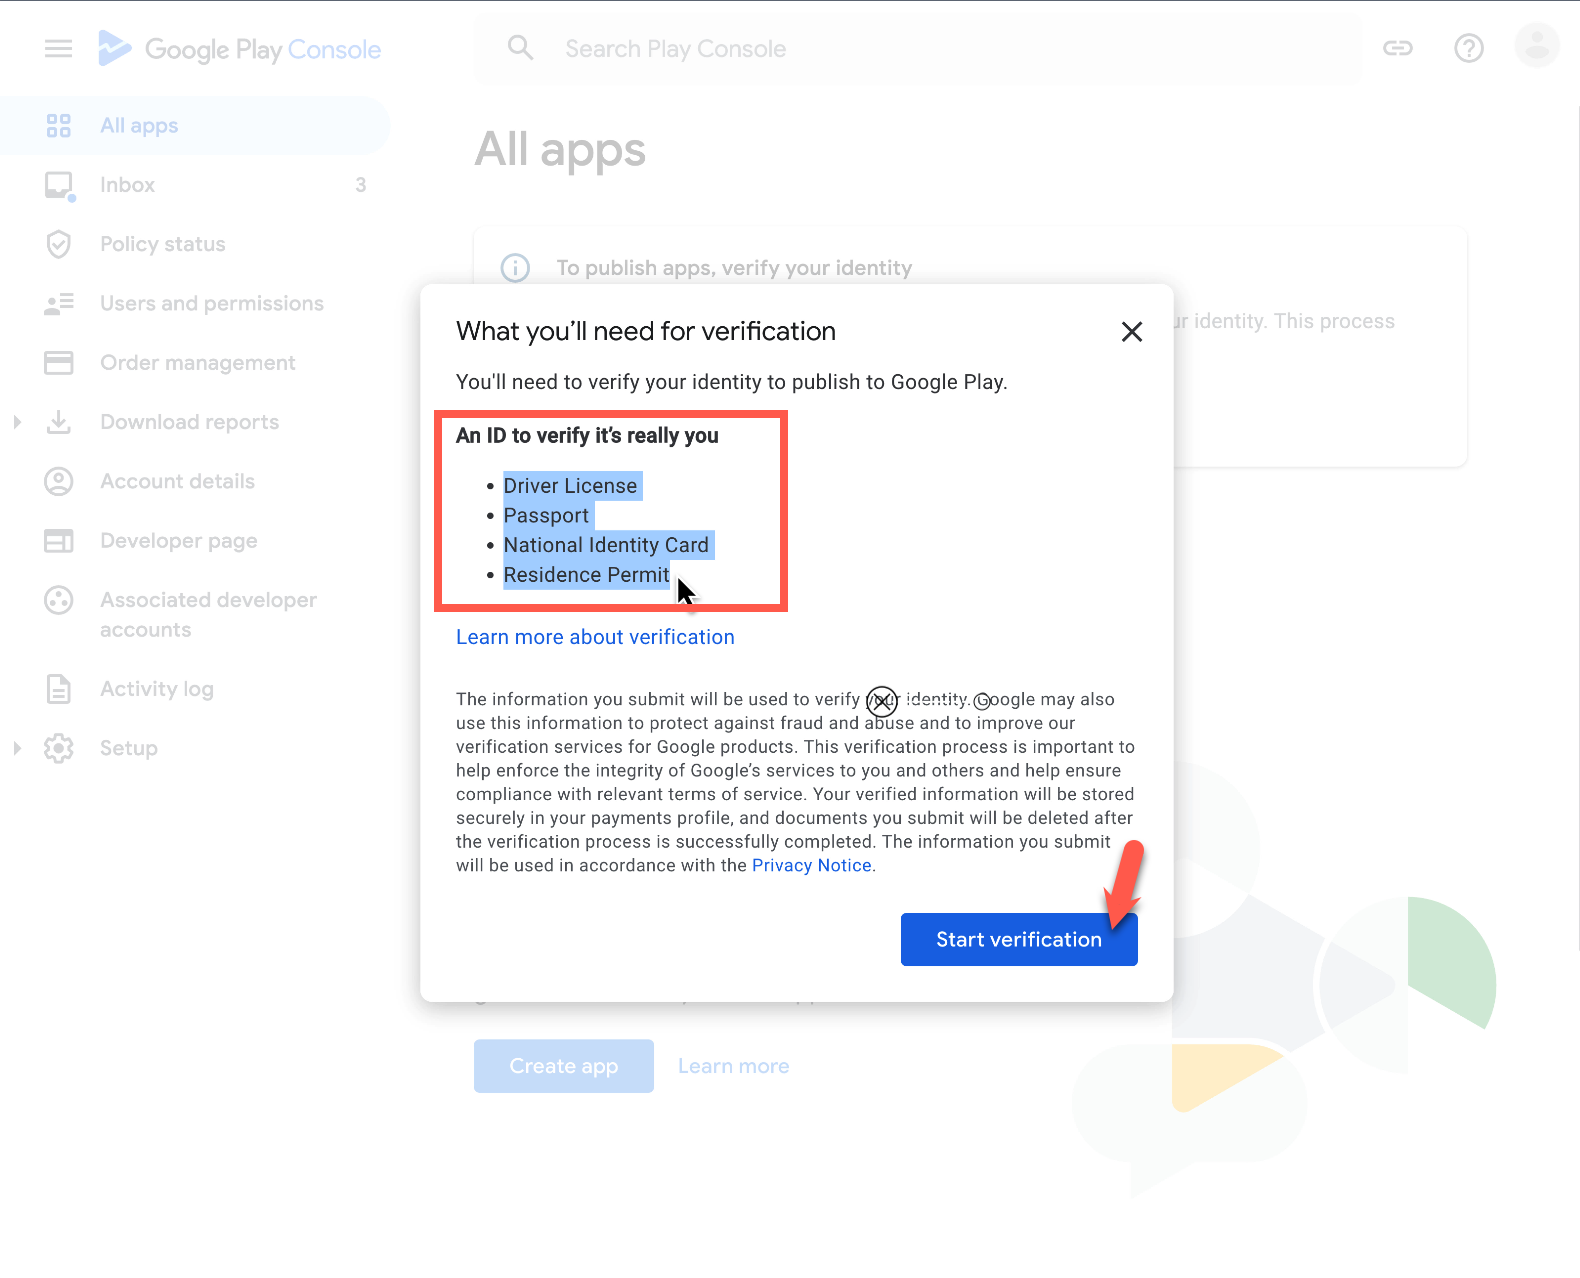 Google Play Console
Search Play Console
All apps
Inbox 3
Policy status
Users and permissions
Order management
Download reports
Account details
Developer page
Associated developer
accounts
Activity log
Setup
All apps
To publish apps, verify your identity
ur identity. This process
What you’ll need for verification
You'll need to verify your identity to publish to Google Play.
An ID to verify it’s really you
• Driver License
• Passport
• National Identity Card
• Residence Permit
Learn more about verification
The information you submit will be used to verify your identity. Google may also
use this information to protect against fraud and abuse and to improve our
verification services for Google products. This verification process is important to
help enforce the integrity of Google’s services to you and others and help ensure
compliance with relevant terms of service. Your verified information will be stored
securely in your payments profile, and documents you submit will be deleted after
the verification process is successfully completed. The information you submit
will be used in accordance with the Privacy Notice.
Start verification
Create app
Learn more